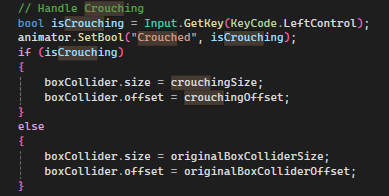 // Handle Crouching
bool isCrouching = Input.GetKey(KeyCode.LeftControl);
animator.SetBool("Crouched", isCrouching);
if (isCrouching)
{
boxCollider.size = crouchingSize;
boxCollider.offset = crouchingOffset;
}
else
{
boxCollider.size = originalBoxColliderSize;
boxCollider.offset = originalBoxColliderOffset;
}